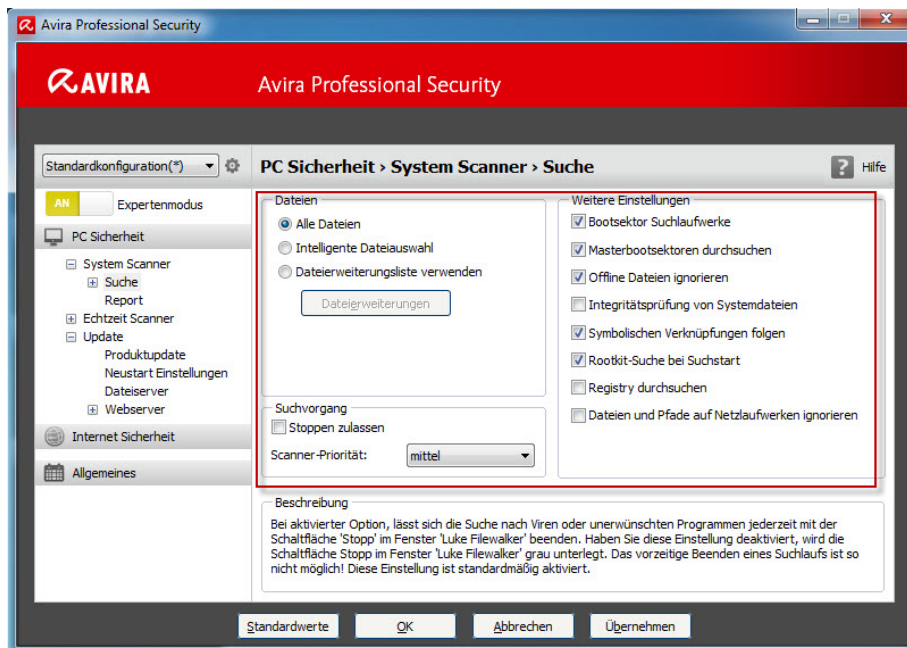 Avira Professional Security
AVIRA
Avira Professional Security
Standardkonfiguration(*)
PC Sicherheit › System Scanner › Suche
Hilfe
AN
Expertenmodus
PC Sicherheit
System Scanner
Suche
Report
Echtzeit Scanner
Update
Produktupdate
Neustart Einstellungen
Dateiserver
Webserver
Internet Sicherheit
Allgemeines
Dateien
Alle Dateien
Intelligente Dateiauswahl
Dateierweiterungsliste verwenden
Dateierweiterungen
Suchvorgang
Stoppen zulassen
Scanner-Priorität:
mittel
Weitere Einstellungen
Bootsektor Suchlaufwerke
Masterbootsektoren durchsuchen
Offline Dateien ignorieren
Integritätsprüfung von Systemdateien
Symbolischen Verknüpfungen folgen
Rootkit-Suche bei Suchstart
Registry durchsuchen
Dateien und Pfade auf Netzlaufwerken ignorieren
Beschreibung
Bei aktivierter Option, lässt sich die Suche nach Viren oder unerwünschten Programmen jederzeit mit der
Schaltfläche 'Stopp' im Fenster 'Luke Filewalker' beenden. Haben Sie diese Einstellung deaktiviert, wird die
Schaltfläche Stopp im Fenster 'Luke Filewalker' grau unterlegt. Das vorzeitige Beenden eines Suchlaufs ist so
nicht möglich! Diese Einstellung ist standardmäßig aktiviert.
Standardwerte
OK
Abbrechen
Übernehmen